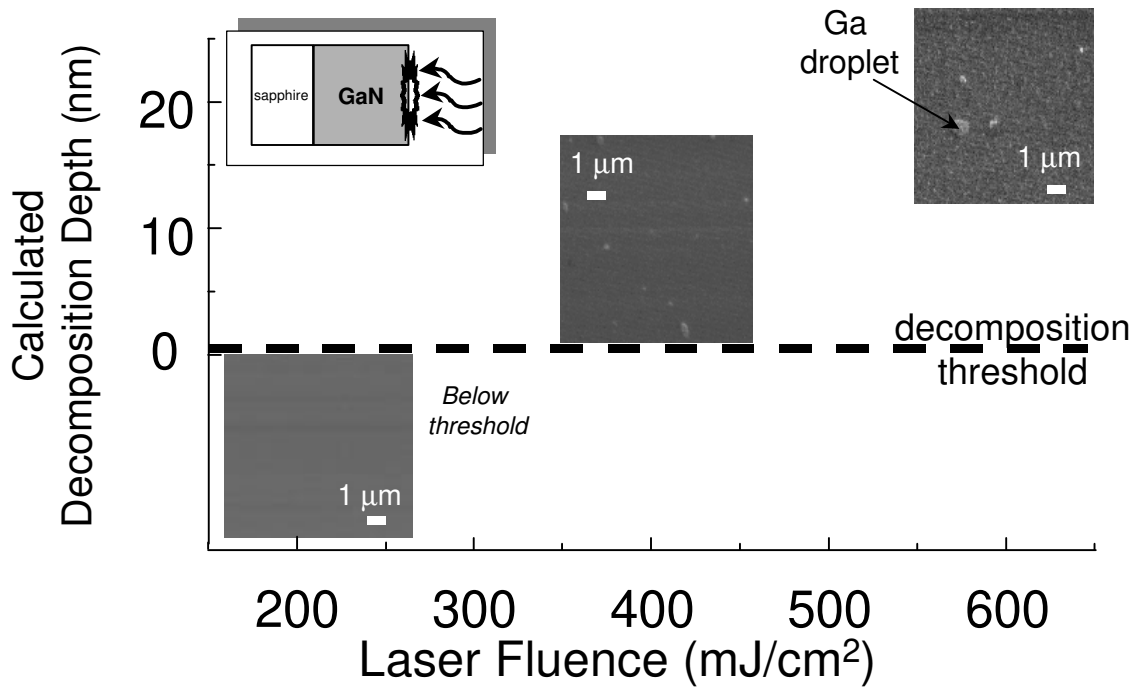 Calculated
Decomposition Depth (nm)
20
10
0
sapphire
GaN
1 μm
Ga
droplet
1 μm
decomposition
threshold
Below
threshold
1 μm
200
300
400
500
600
Laser Fluence (mJ/cm²)